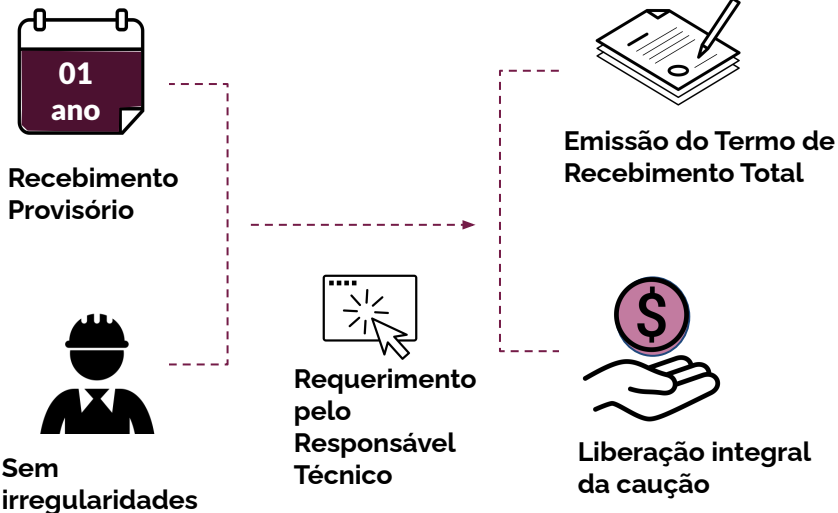 01
ano
Recebimento
Provisório
Sem
irregularidades
Requerimento
pelo
Responsável
Técnico
Emissão do Termo de
Recebimento Total
$
Liberação integral
da caução